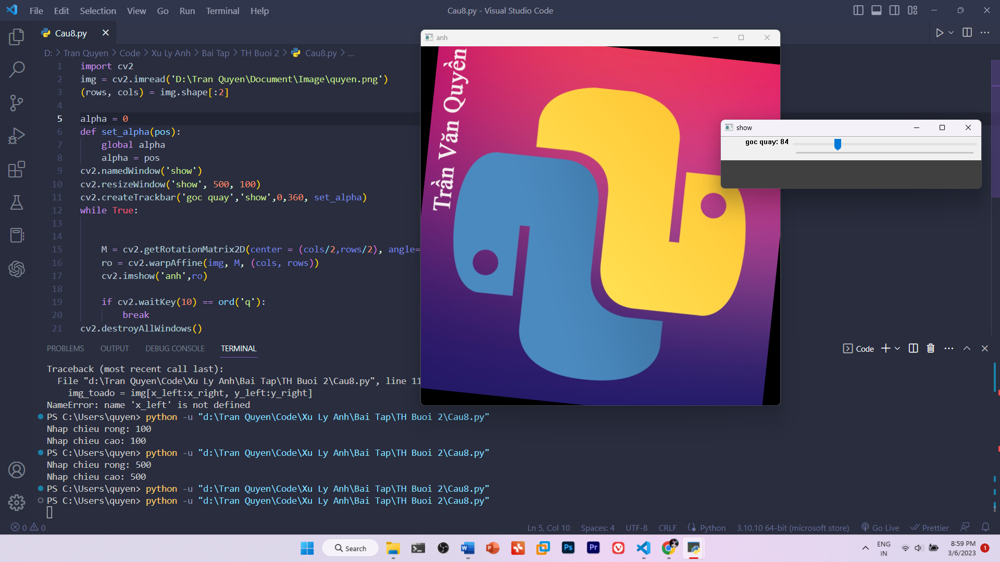 File Edit Selection View Go Run Terminal Help
Cau8.py - Visual Studio Code
Cau8.py
D: > Tran Quyen > Code > Xu Ly Anh > Bai Tap > TH Buoi 2 > Cau8.py > ...
1 import cv2
2 img = cv2.imread('D:\Tran Quyen\Document\Image\quyen.png')
3 (rows, cols) = img.shape[:2]
4
5 alpha = 0
6 def set_alpha(pos):
7 global alpha
8 alpha = pos
9 cv2.namedWindow('show')
10 cv2.resizeWindow('show', 500, 100)
11 cv2.createTrackbar('goc quay','show',0,360, set_alpha)
12 while True:
13
14
15 M = cv2.getRotationMatrix2D(center = (cols/2,rows/2), angle=
16 ro = cv2.warpAffine(img, M, (cols, rows))
17 cv2.imshow('anh',ro)
18
19 if cv2.waitKey(10) == ord('q'):
20 break
21 cv2.destroyAllWindows()
anh
Trần Văn Quyền
show
goc quay: 84
PROBLEMS OUTPUT DEBUG CONSOLE TERMINAL
Code
Traceback (most recent call last):
File "d:\Tran Quyen\Code\Xu Ly Anh\Bai Tap\TH Buoi 2\Cau8.py", line 11
img_toado = img[x_left:x_right, y_left:y_right]
NameError: name 'x_left' is not defined
PS C:\Users\quyen> python -u "d:\Tran Quyen\Code\Xu Ly Anh\Bai Tap\TH Buoi 2\Cau8.py"
Nhap chieu rong: 100
Nhap chieu cao: 100
PS C:\Users\quyen> python -u "d:\Tran Quyen\Code\Xu Ly Anh\Bai Tap\TH Buoi 2\Cau8.py"
Nhap chieu rong: 500
Nhap chieu cao: 500
PS C:\Users\quyen> python -u "d:\Tran Quyen\Code\Xu Ly Anh\Bai Tap\TH Buoi 2\Cau8.py"
PS C:\Users\quyen> python -u "d:\Tran Quyen\Code\Xu Ly Anh\Bai Tap\TH Buoi 2\Cau8.py"
0 0
Ln 5, Col 10 Spaces: 4 UTF-8 CRLF Python 3.10.10 64-bit (microsoft store) Go Live Prettier
Search
W P Ps Pr
ENG
IN
8:59 PM
3/6/2023
1